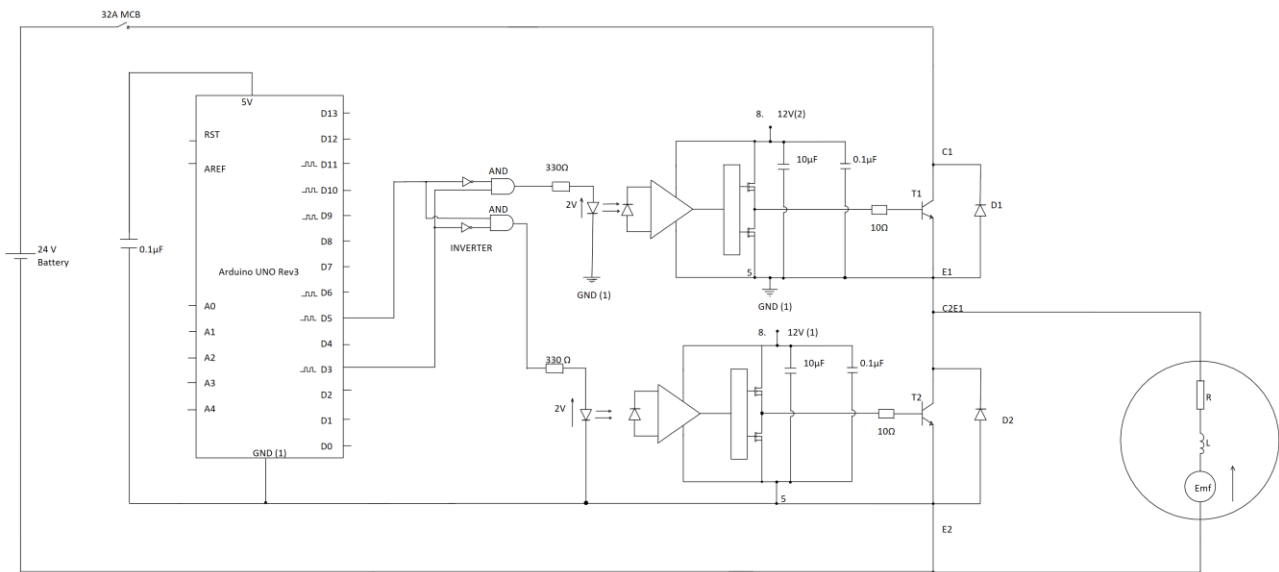 32A MCB
5V
RST
AREF
D13
D12
D11
D10
D9
D8
D7
D6
D5
D4
D3
D2
D1
D0
Arduino UNO Rev3
A0
A1
A2
A3
A4
GND (1)
24 V
Battery
0.1µF
AND
AND
INVERTER
330Ω
2V
GND (1)
8. 12V(2)
10µF
0.1µF
5
GND (1)
10Ω
T1
C1
D1
E1
C2E1
330 Ω
2V
8. 12V (1)
10µF
0.1µF
5
10Ω
T2
D2
E2
R
L
Emf